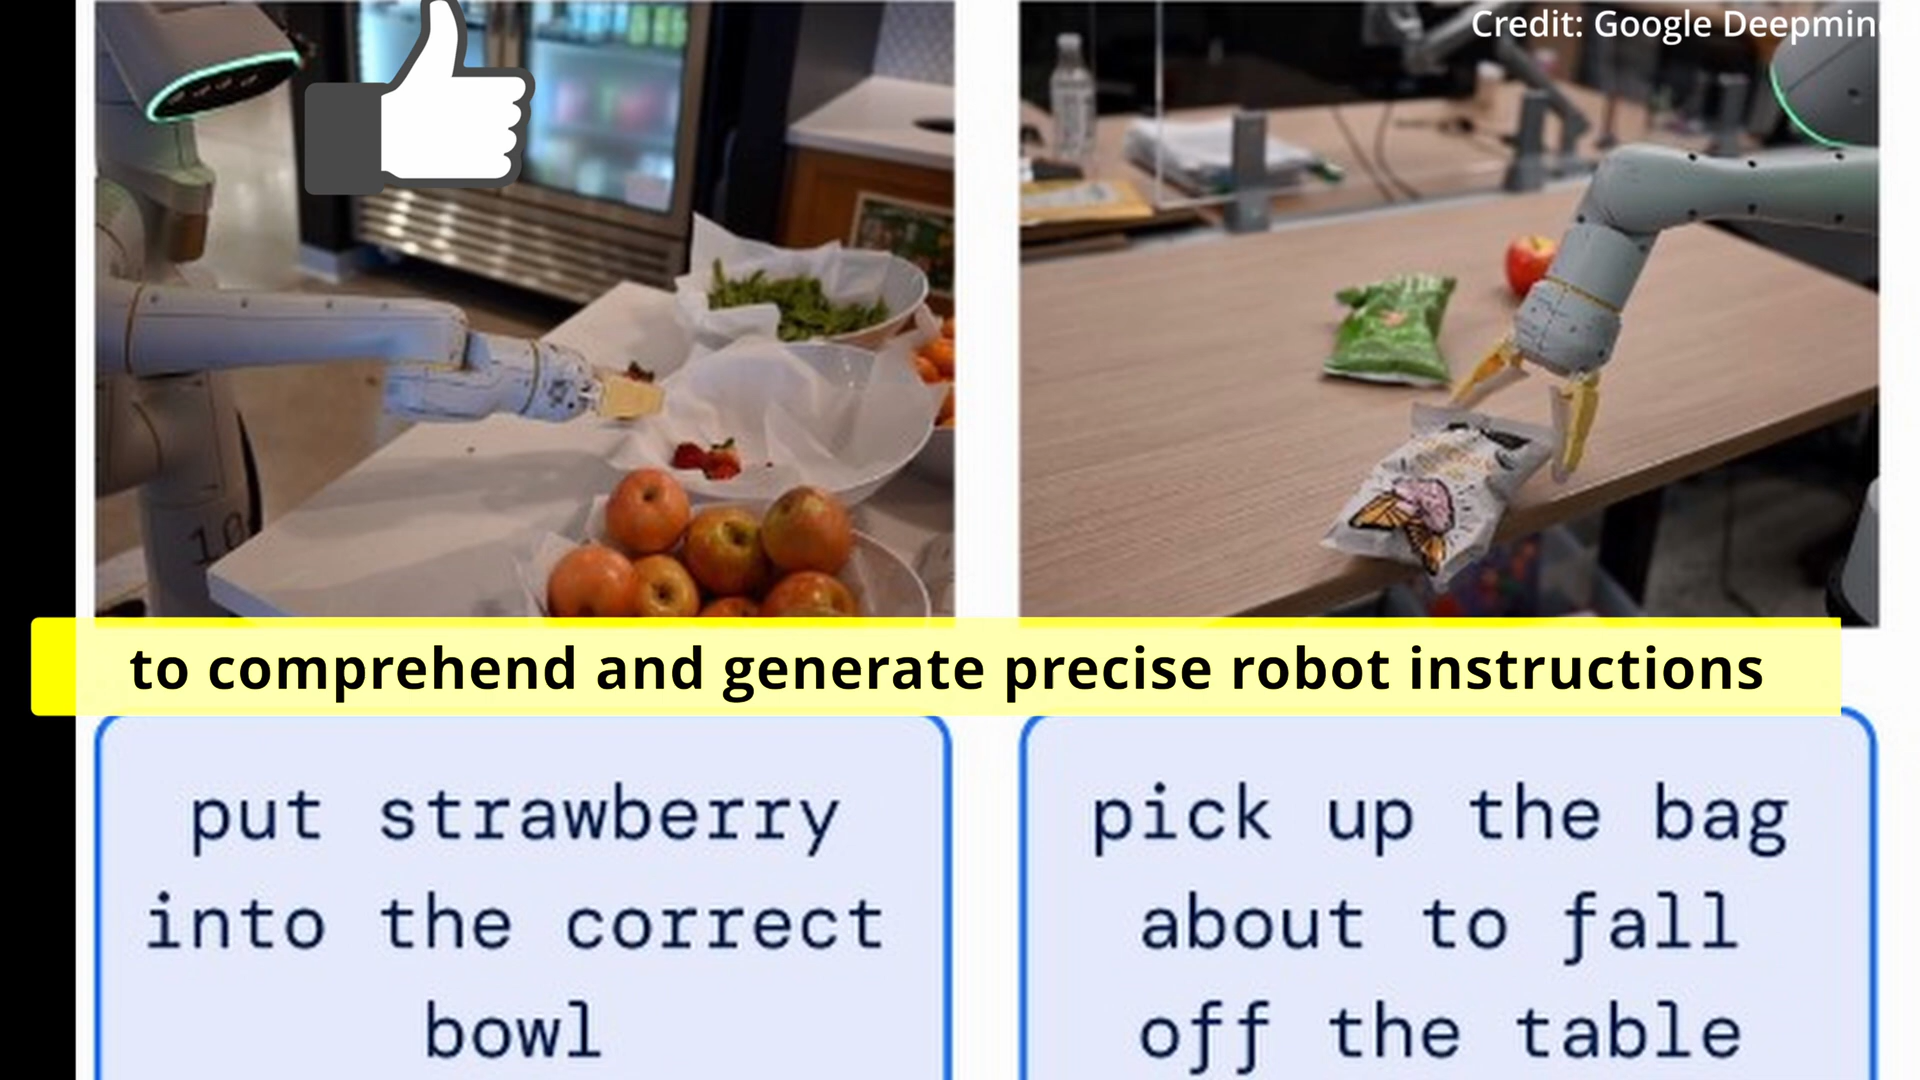 Credit: Google Deepmin
10
to comprehend and generate precise robot instructions
put strawberry
into the correct
bowl
pick up the bag
about to fall
off the table